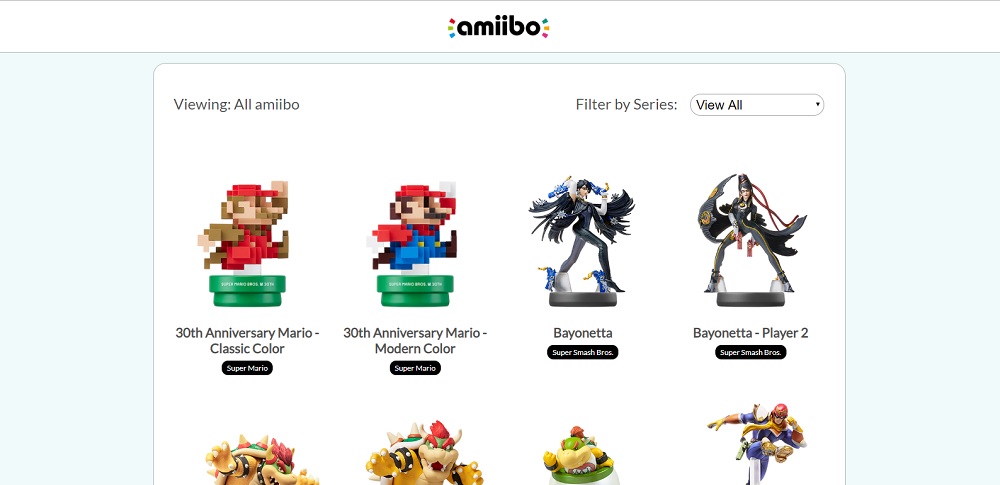 amiibo
Viewing: All amiibo
Filter by Series:
View All
SUPER MARIO BROS. 30TH
SUPER MARIO BROS. 30TH
30th Anniversary Mario -
Classic Color
Super Mario
30th Anniversary Mario -
Modern Color
Super Mario
Bayonetta
Super Smash Bros.
Bayonetta - Player 2
Super Smash Bros.